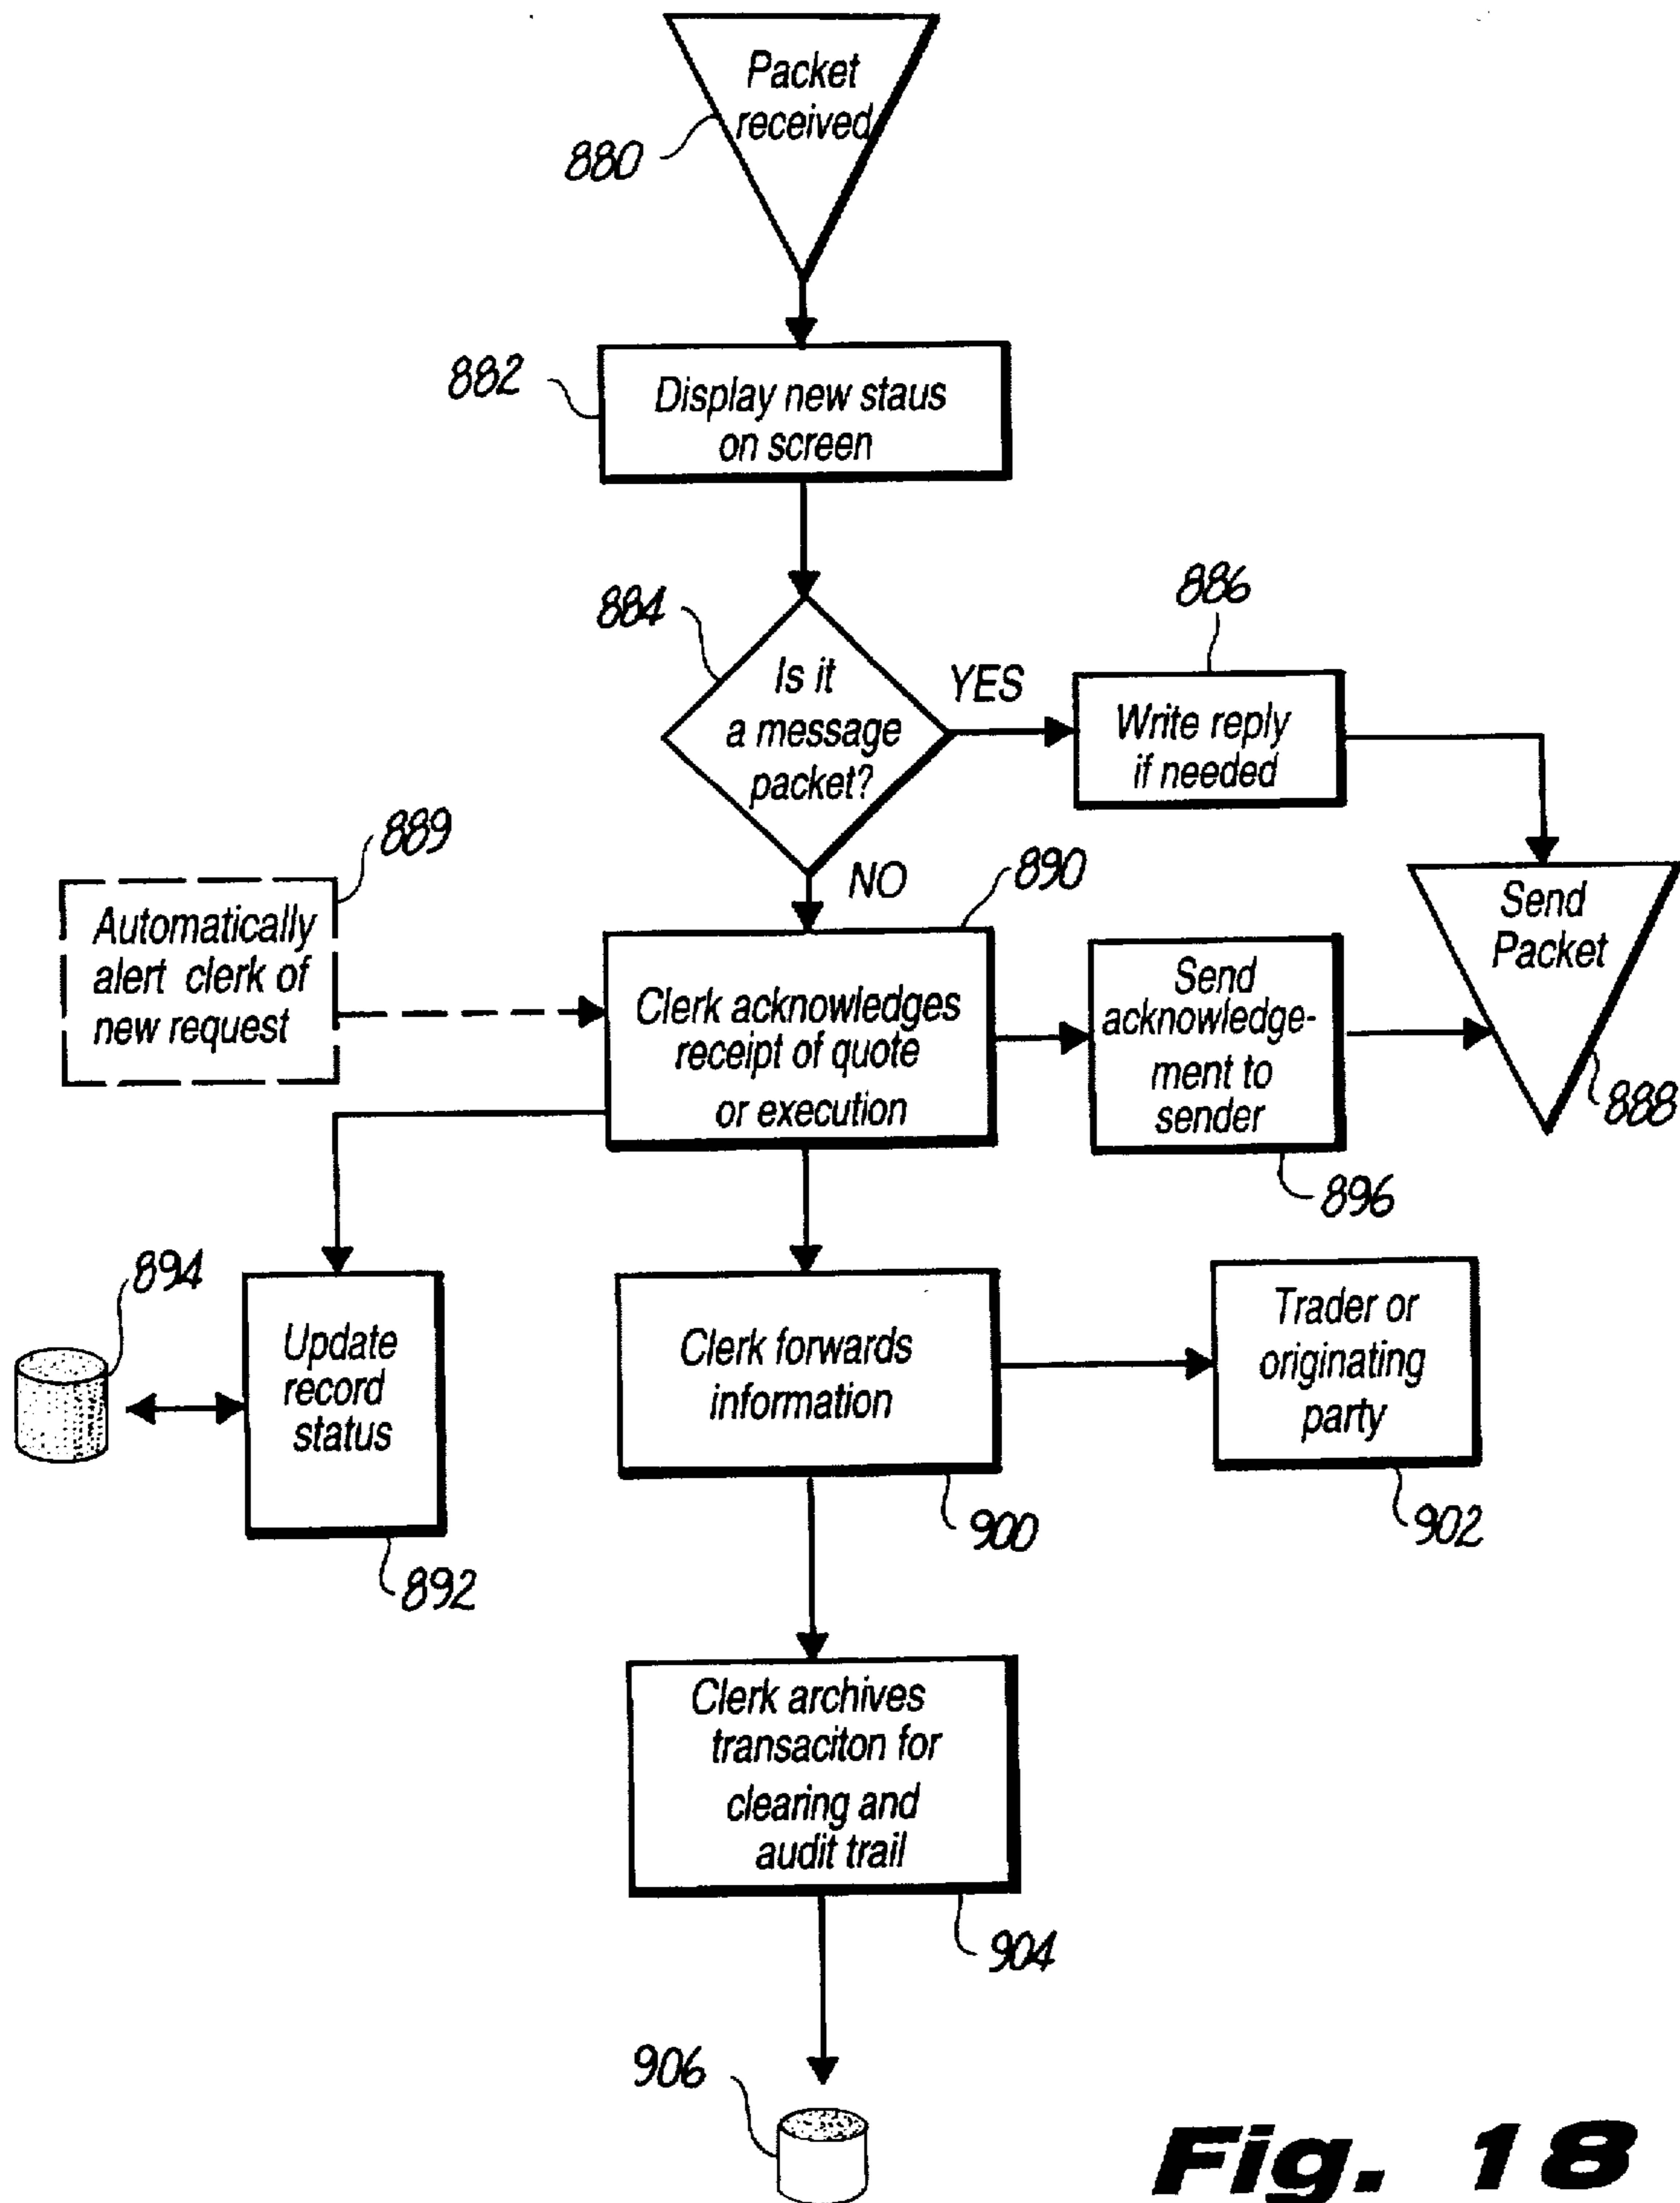 Packet
received
880
882
Display new staus
on screen
884
Is it
a message
packet?
YES
886
Write reply
if needed
NO
889
Automatically
alert clerk of
new request
890
Clerk acknowledges
receipt of quote
or execution
Send
acknowledge-
ment to
sender
896
Send
Packet
888
894
Update
record
status
892
Clerk forwards
information
900
Trader or
originating
party
902
Clerk archives
transaciton for
clearing and
audit trail
904
906
Fig. 18